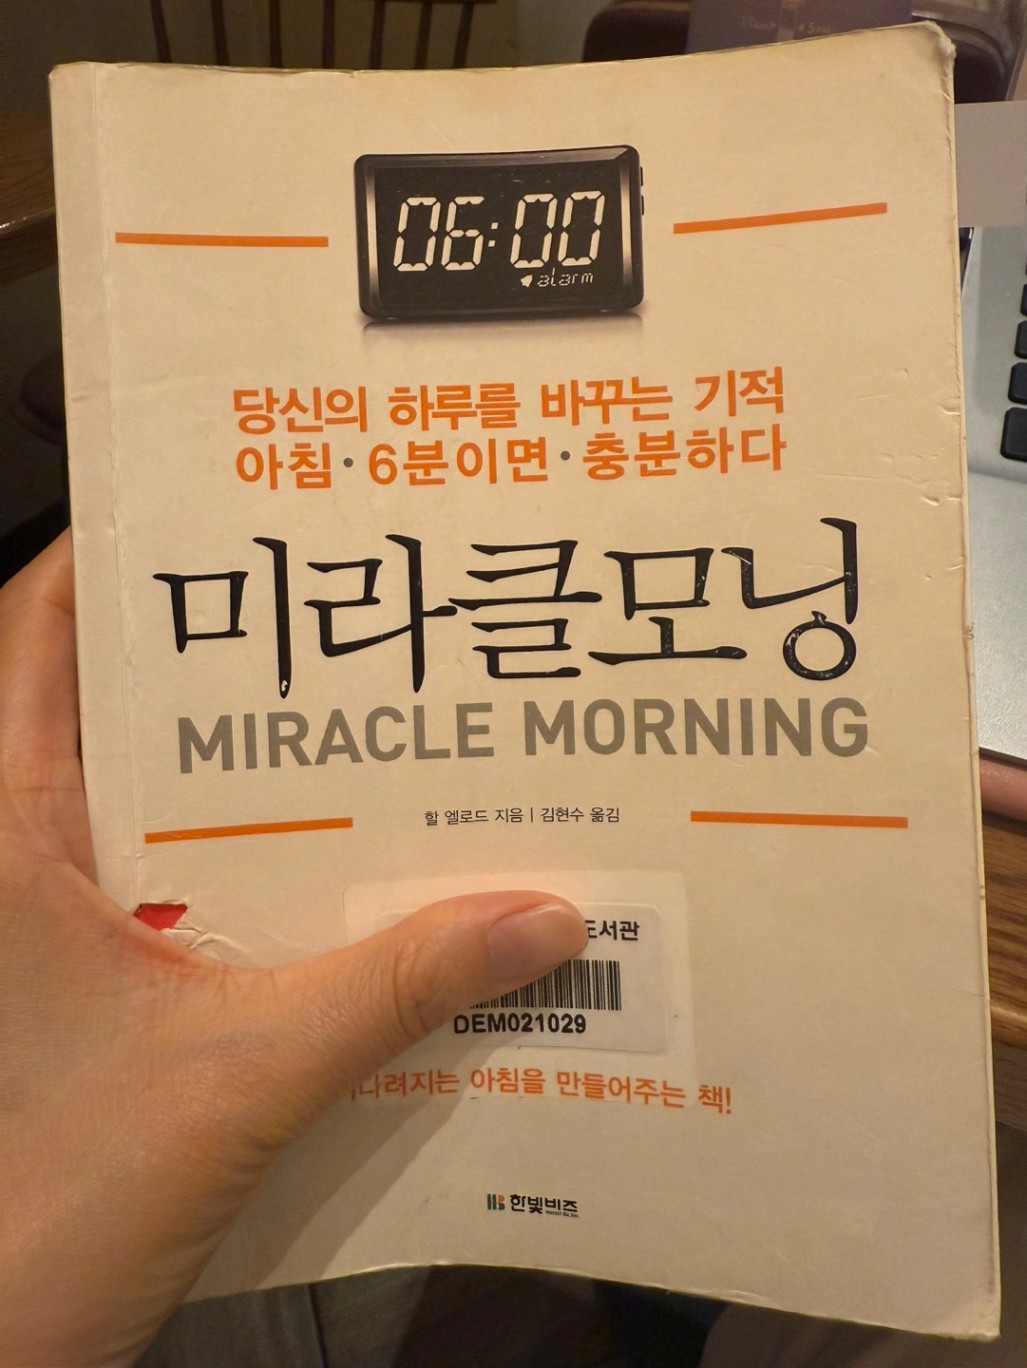 06:00
alarm
당신의 하루를 바꾸는 기적
아침·6분이면·충분하다
미라클모닝
MIRACLE MORNING
할 엘로드 지음 | 김현수 옮김
도서관
DEM021029
기다려지는 아침을 만들어주는 책!
한빛비즈